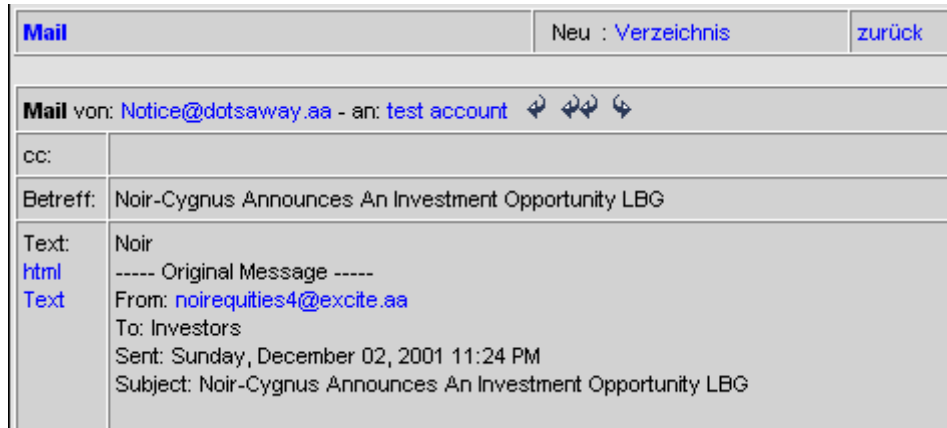 Mail Neu : Verzeichnis zurück
Mail von: Notice@dotsaway.aa - an: test account
cc:
Betreff: Noir-Cygnus Announces An Investment Opportunity LBG
Text: Noir
html ----- Original Message -----
Text From: noirequities4@excite.aa
To: Investors
Sent: Sunday, December 02, 2001 11:24 PM
Subject: Noir-Cygnus Announces An Investment Opportunity LBG